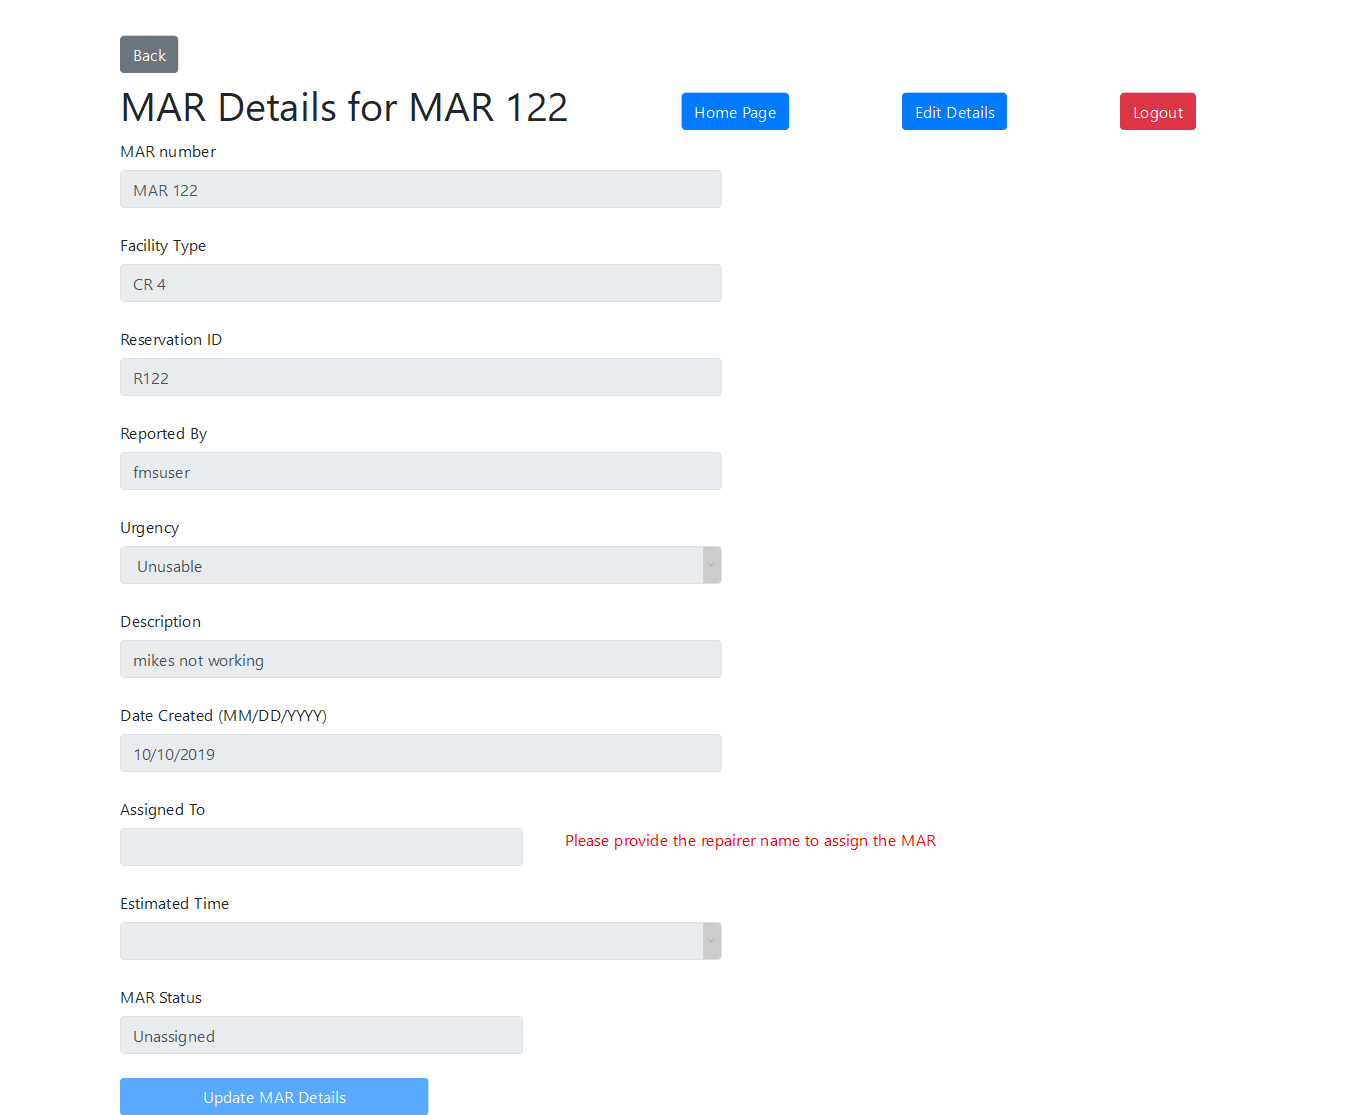 Back
MAR Details for MAR 122
Home Page
Edit Details
Logout
MAR number
MAR 122
Facility Type
CR 4
Reservation ID
R122
Reported By
fmsuser
Urgency
Unusable
Description
mikes not working
Date Created (MM/DD/YYYY)
10/10/2019
Assigned To
Please provide the repairer name to assign the MAR
Estimated Time
MAR Status
Unassigned
Update MAR Details